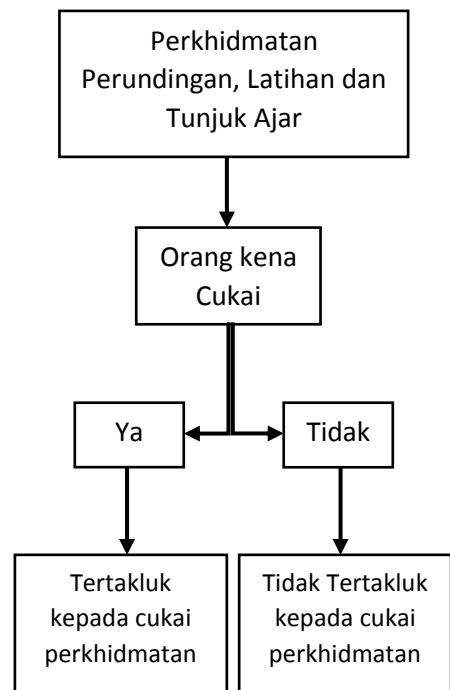 Perkhidmatan
Perundingan, Latihan dan
Tunjuk Ajar
Orang kena
Cukai
Ya
Tidak
Tertakluk
kepada cukai
perkhidmatan
Tidak Tertakluk
kepada cukai
perkhidmatan